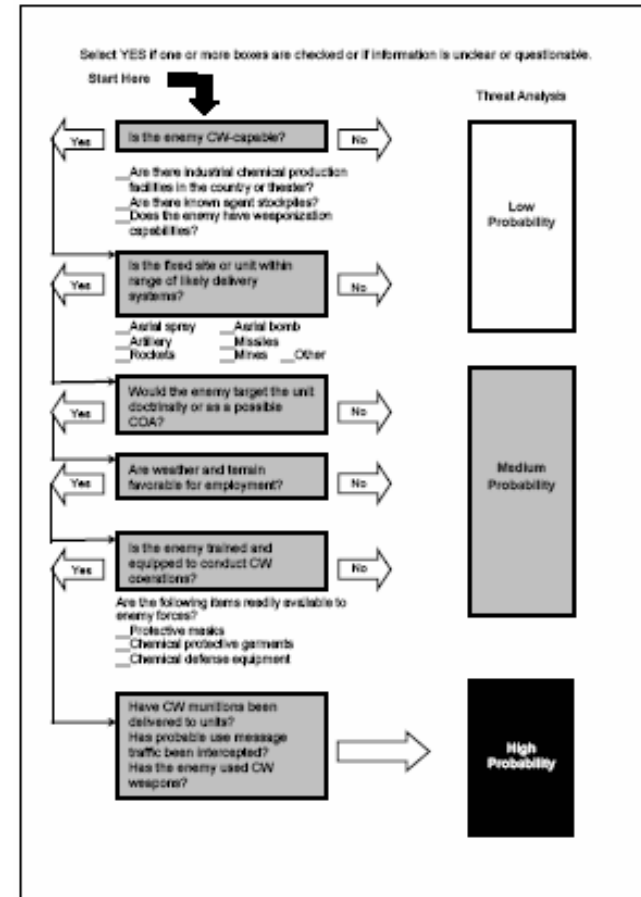 Select YES if one or more boxes are checked or if information is unclear or questionable.
Start Here
Threat Analysis
Yes
Is the enemy CW-capable?
No
__Are there industrial chemical production
facilities in the country or theater?
__Are there known agent stockpiles?
__Does the enemy have weaponization
capabilities?
Low
Probability
Yes
Is the fixed site or unit within
range of likely delivery
systems?
No
__Aerial spray __Aerial bomb
__Artillery __Missiles
__Rockets __Mines __Other
Yes
Would the enemy target the unit
doctrinally or as a possible
COA?
No
Yes
Are weather and terrain
favorable for employment?
No
Medium
Probability
Yes
Is the enemy trained and
equipped to conduct CW
operations?
No
Are the following items readily available to
enemy forces?
__Protective masks
__Chemical protective garments
__Chemical defense equipment
Have CW munitions been
delivered to units?
Has probable use message
traffic been intercepted?
Has the enemy used CW
weapons?
High
Probability